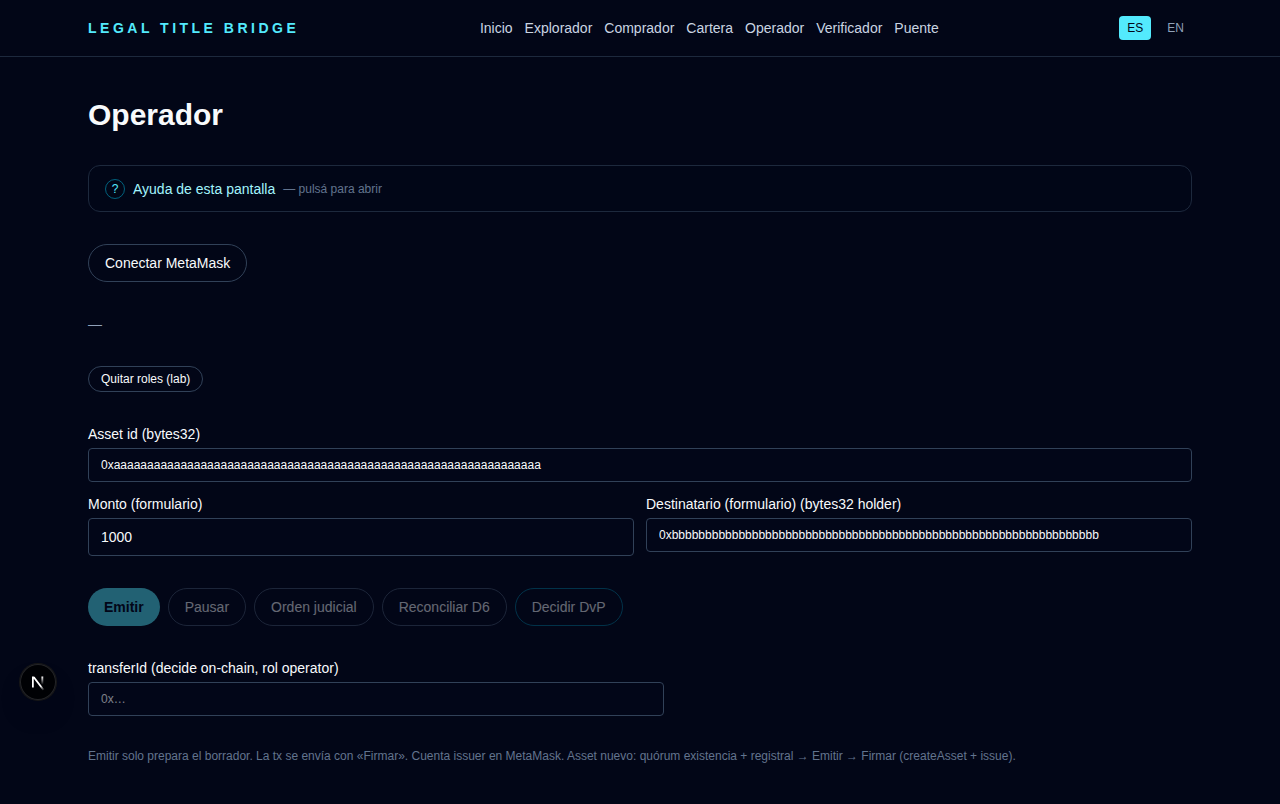 LEGAL TITLE BRIDGE
Inicio Explorador Comprador Cartera Operador Verificador Puente
ES EN
Operador
? Ayuda de esta pantalla — pulsá para abrir
Conectar MetaMask
—
Quitar roles (lab)
Asset id (bytes32)
0xaaaaaaaaaaaaaaaaaaaaaaaaaaaaaaaaaaaaaaaaaaaaaaaaaaaaaaaaaaaaaaaa
Monto (formulario)
1000
Destinatario (formulario) (bytes32 holder)
0xbbbbbbbbbbbbbbbbbbbbbbbbbbbbbbbbbbbbbbbbbbbbbbbbbbbbbbbbbbbbbbbb
Emitir Pausar Orden judicial Reconciliar D6 Decidir DvP
transferId (decide on-chain, rol operator)
0x…
N
Emitir solo prepara el borrador. La tx se envía con «Firmar». Cuenta issuer en MetaMask. Asset nuevo: quórum existencia + registral → Emitir → Firmar (createAsset + issue).